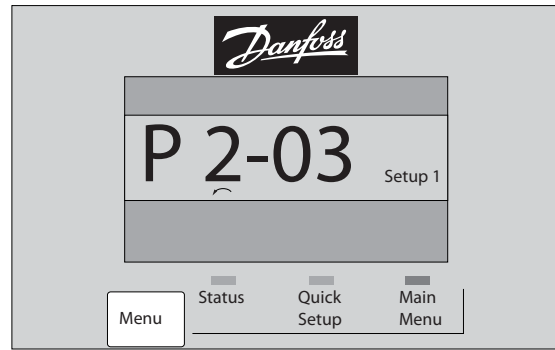 Danfoss
P 2-03
Setup 1
Status
Quick
Setup
Main
Menu
Menu